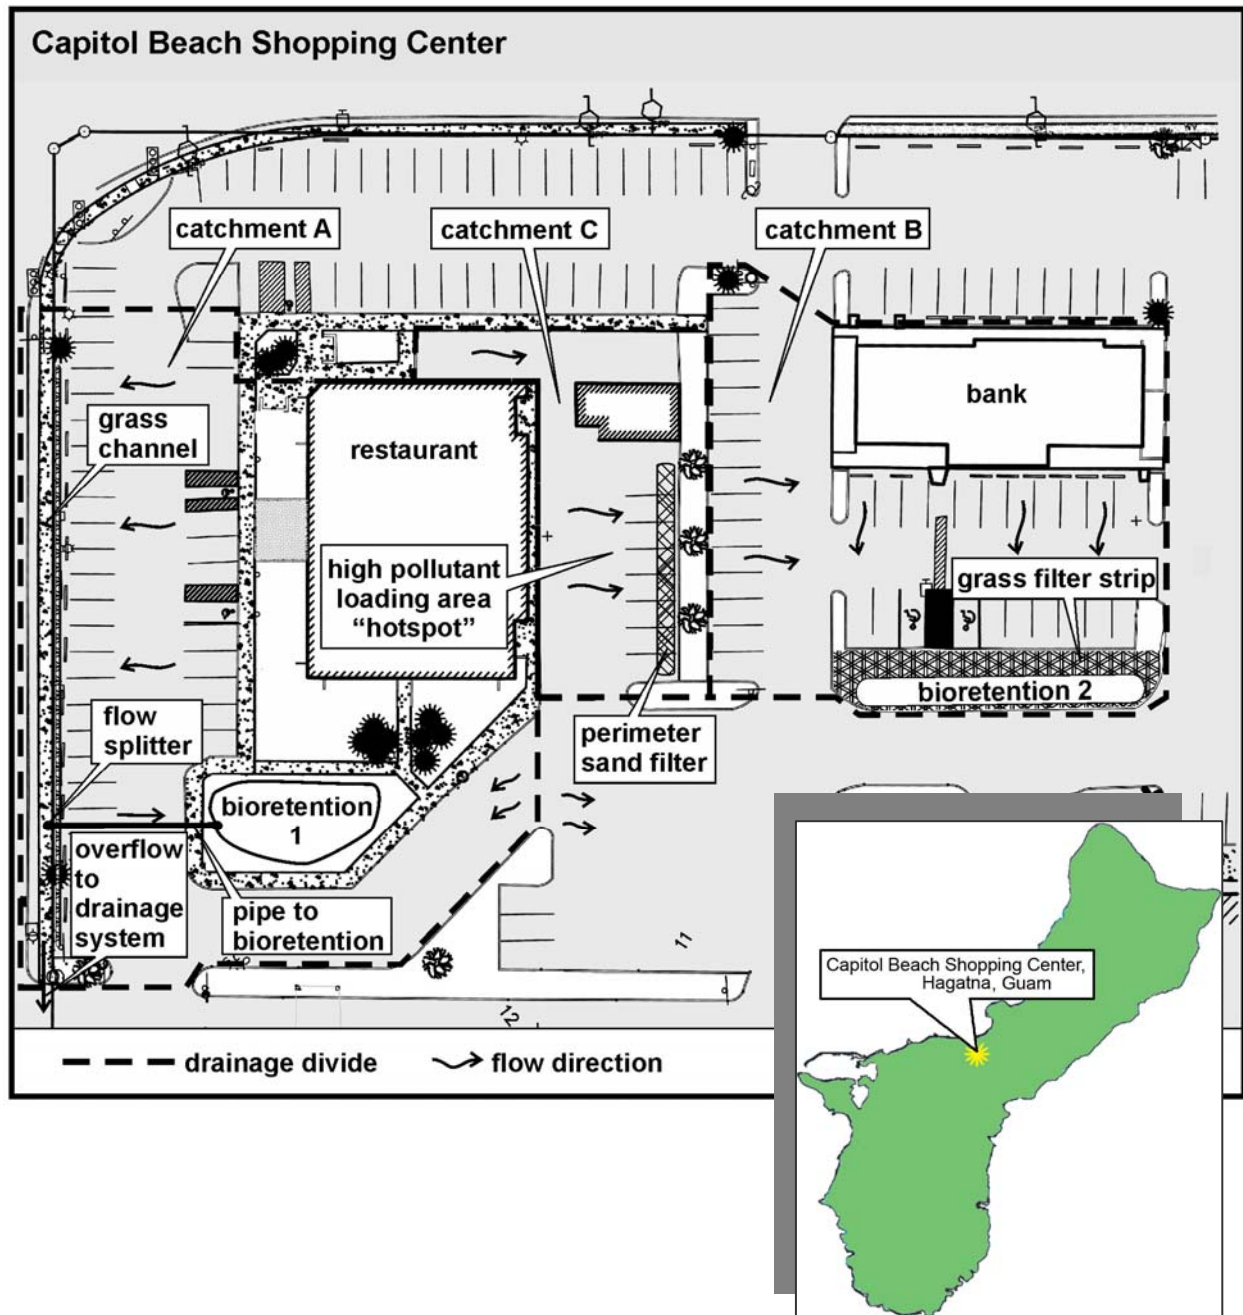 Capitol Beach Shopping Center
catchment A
catchment C
catchment B
grass
channel
restaurant
bank
high pollutant
loading area
“hotspot”
grass filter strip
bioretention 2
flow
splitter
perimeter
sand filter
bioretention
1
overflow
to
drainage
system
pipe to
bioretention
11
12
drainage divide
flow direction
Capitol Beach Shopping Center,
Hagatna, Guam